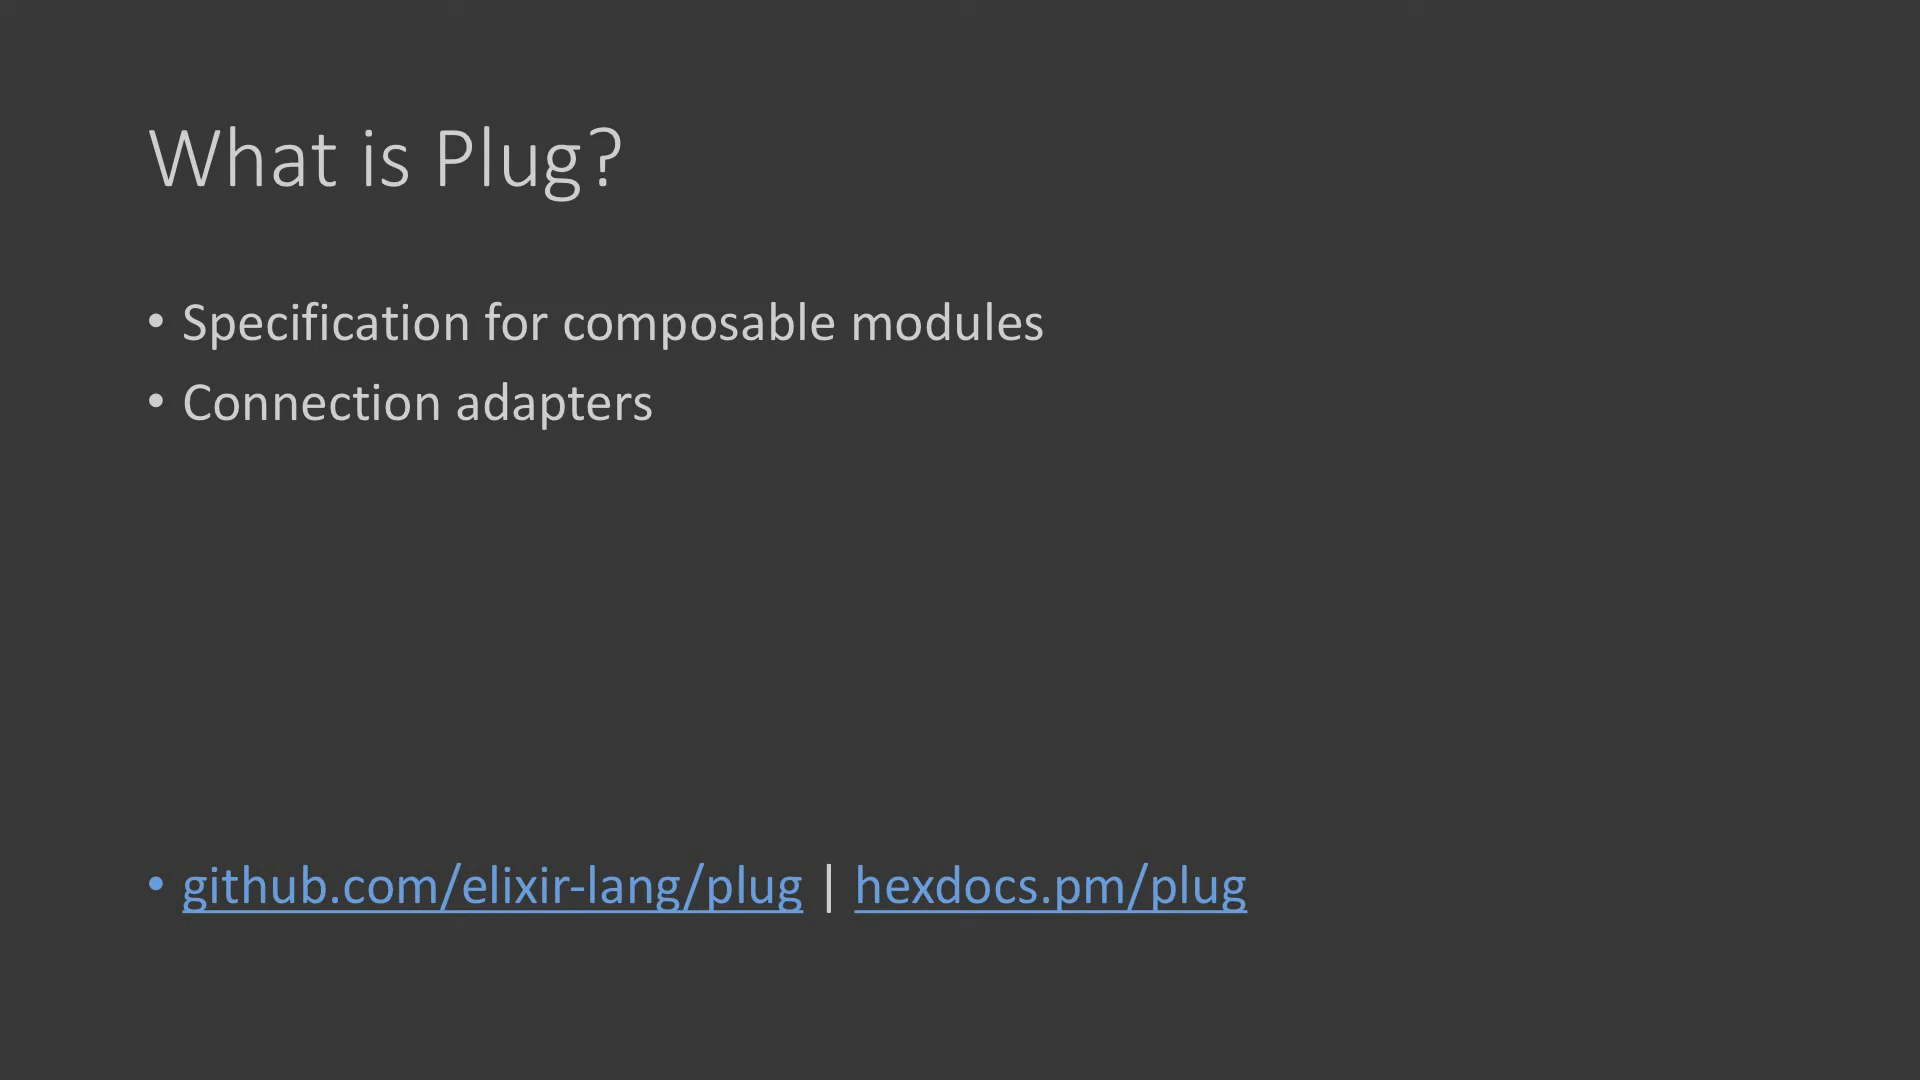 What is Plug?
• Specification for composable modules
• Connection adapters
• github.com/elixir-lang/plug | hexdocs.pm/plug